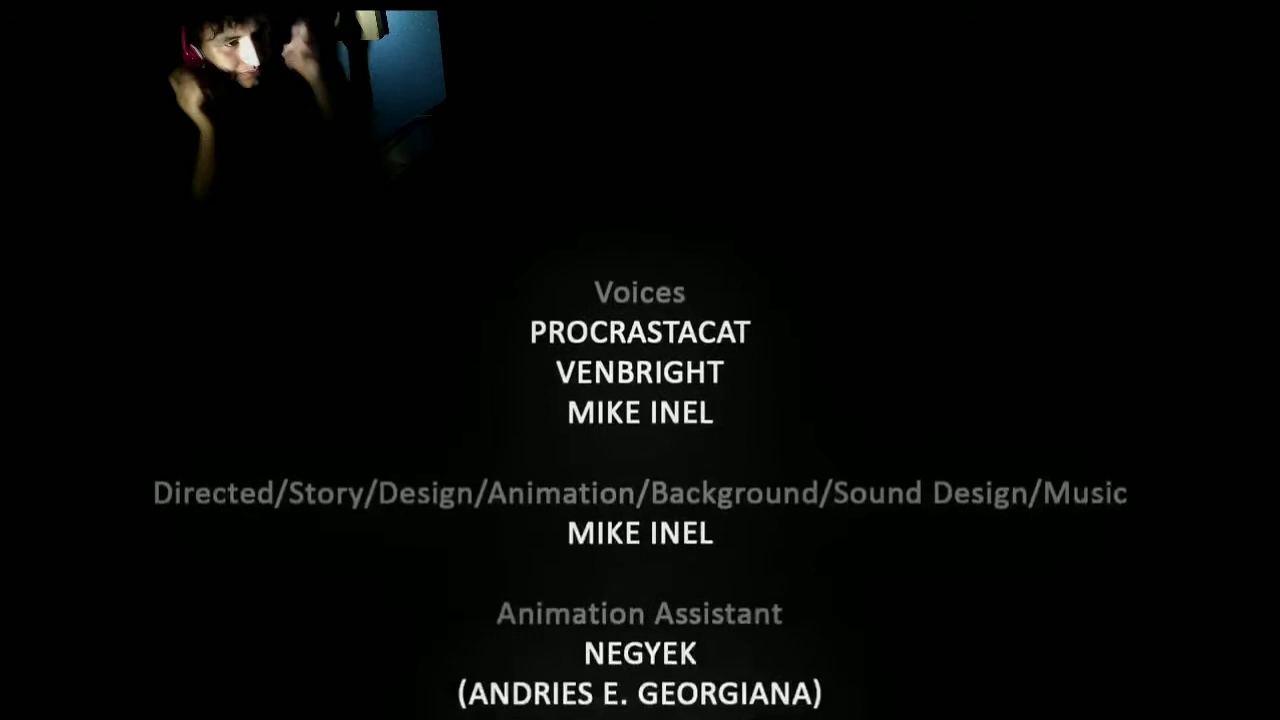 Voices
PROCRASTACAT
VENBRIGHT
MIKE INEL
Directed/Story/Design/Animation/Background/Sound Design/Music
MIKE INEL
Animation Assistant
NEGYEK
(ANDRIES E. GEORGIANA)